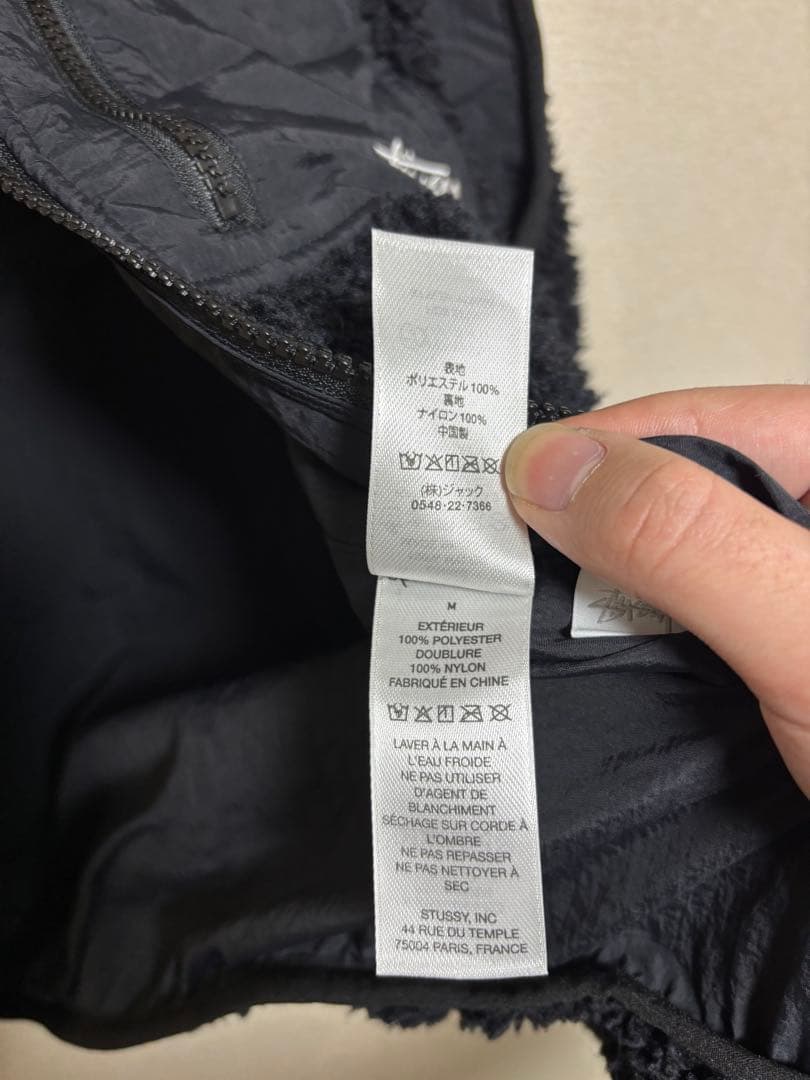 表地
ポリエステル100%
裏地
ナイロン100%
中国製
(株)ジャック
0548-22-7366
M
EXTÉRIEUR
100% POLYESTER
DOUBLURE
100% NYLON
FABRIQUÉ EN CHINE
LAVER À LA MAIN À
L'EAU FROIDE
NE PAS UTILISER
D'AGENT DE
BLANCHIMENT
SÉCHAGE SUR CORDE À
L'OMBRE
NE PAS REPASSER
NE PAS NETTOYER À
SEC
STUSSY, INC
44 RUE DU TEMPLE
75004 PARIS, FRANCE